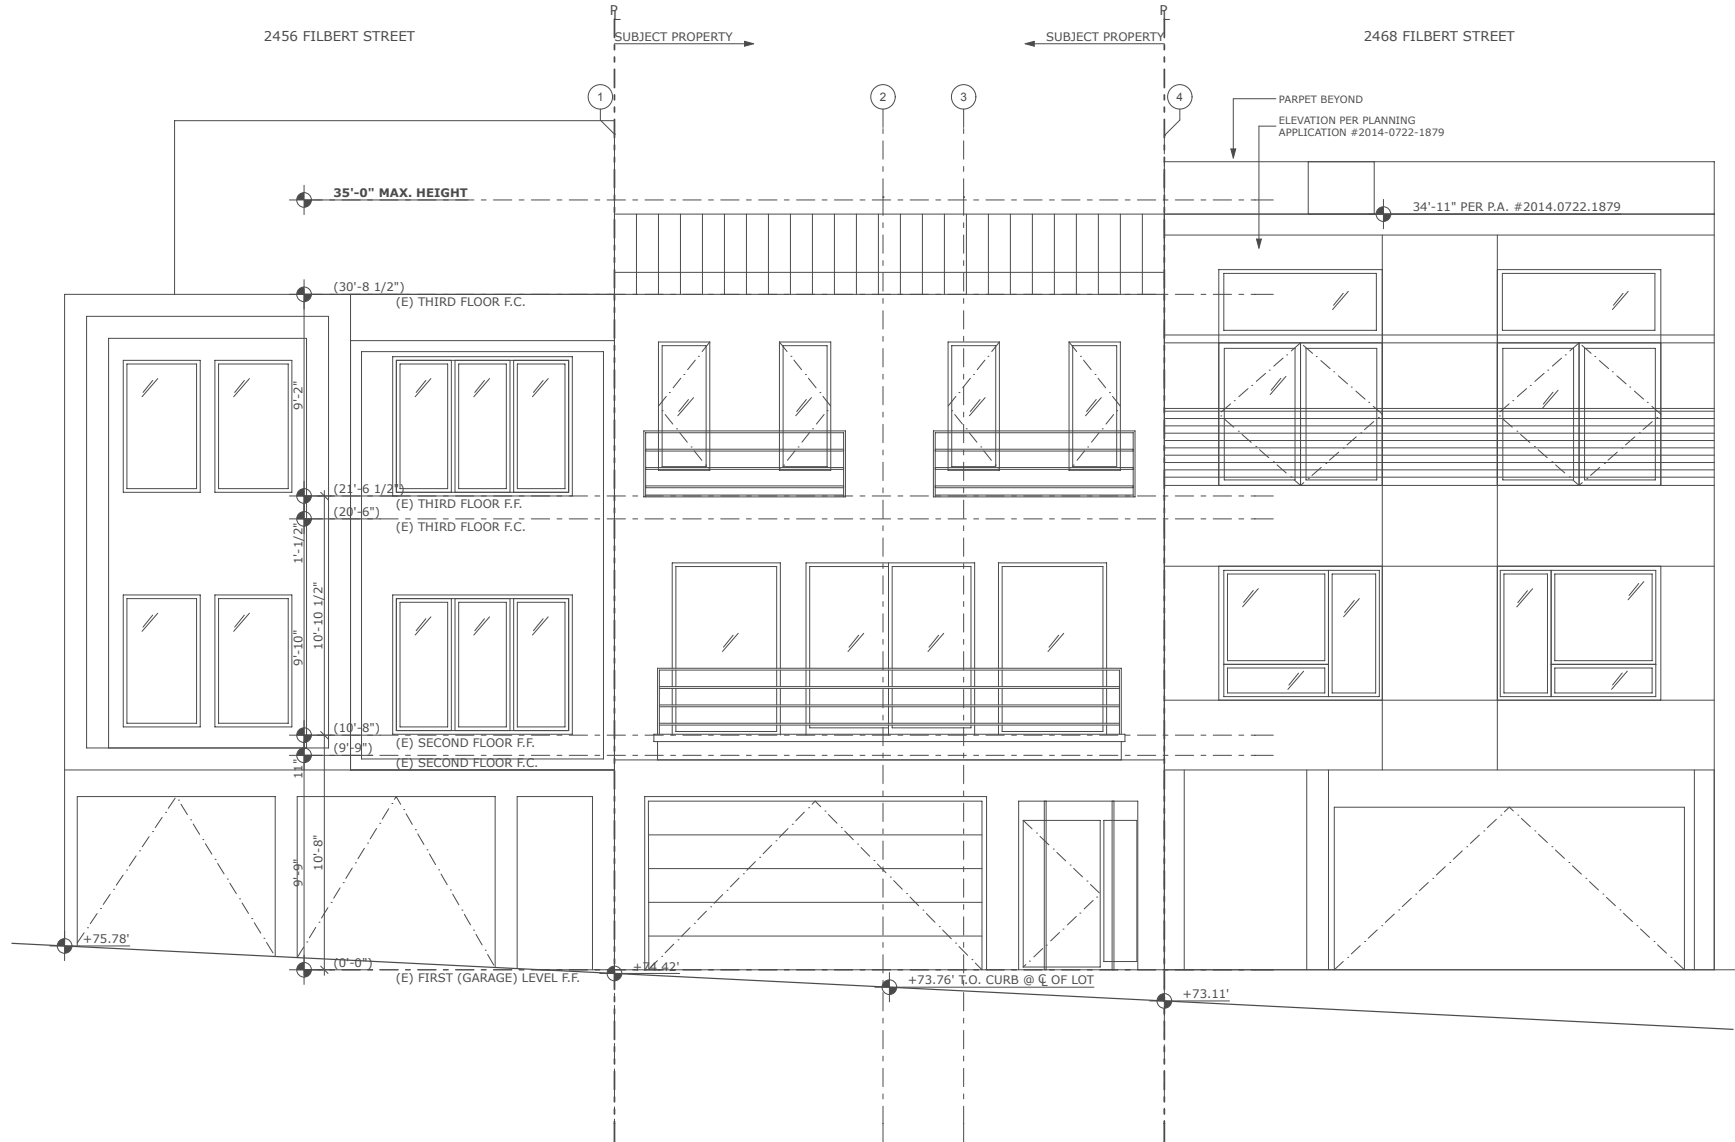 P
L
P
L
2456 FILBERT STREET
SUBJECT PROPERTY
SUBJECT PROPERTY
2468 FILBERT STREET
1
2
3
4
PARPET BEYOND
ELEVATION PER PLANNING
APPLICATION #2014-0722-1879
35'-0" MAX. HEIGHT
34'-11" PER P.A. #2014.0722.1879
(30'-8 1/2")
(E) THIRD FLOOR F.C.
9'-2"
(21'-6 1/2")
(E) THIRD FLOOR F.F.
(20'-6")
(E) THIRD FLOOR F.C.
1'-1/2"
10'-10 1/2"
9'-10"
(10'-8")
(E) SECOND FLOOR F.F.
(9'-9")
(E) SECOND FLOOR F.C.
11"
9'-9"
10'-8"
+75.78'
(0'-0")
(E) FIRST (GARAGE) LEVEL F.F.
+74.42'
+73.76' T.O. CURB @ ℄ OF LOT
+73.11'